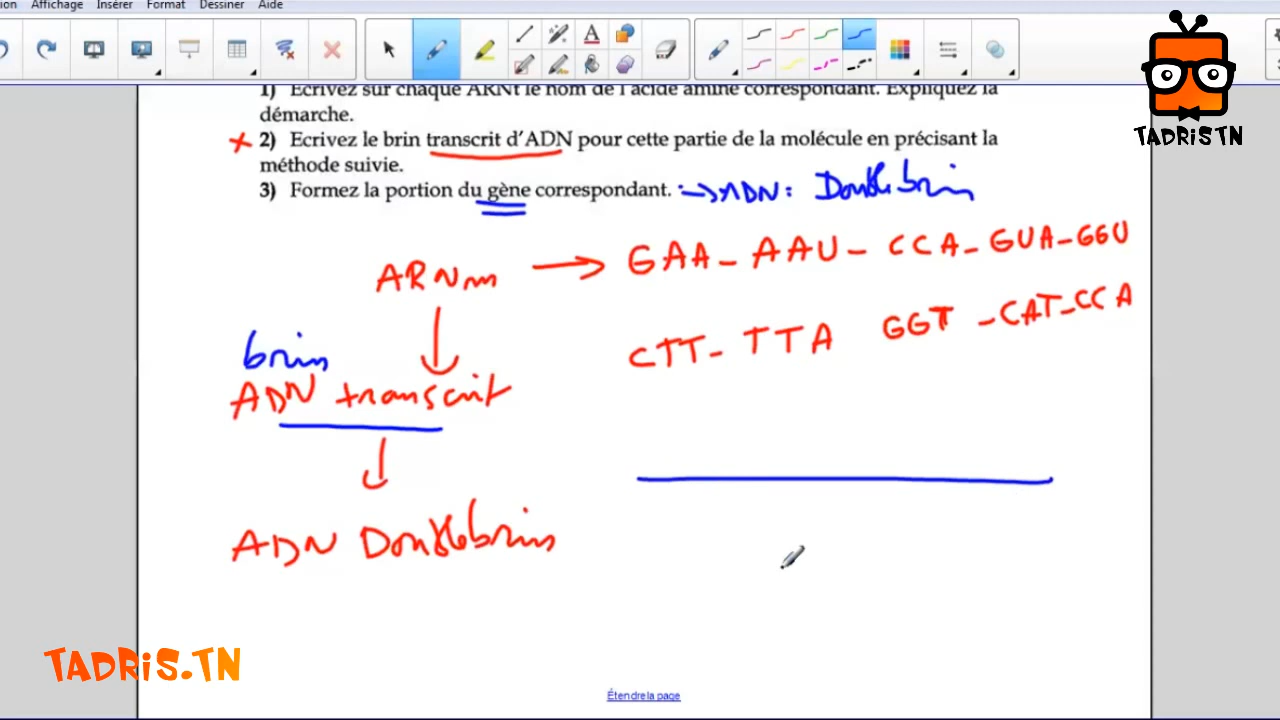 Affichage Insérer Format Dessiner Aide
TADRiSTN
1) Ecrivez sur chaque ARNt le nom de l'acide aminé correspondant. Expliquez la
démarche.
2) Ecrivez le brin transcrit d'ADN pour cette partie de la molécule en précisant la
méthode suivie.
3) Formez la portion du gène correspondant. → ADN : Double brin
ARNm → GAA - AAU - CCA - GUA - GGU
CTT - TTA GGT - CAT - CCA
brin
ADN transcrit
ADN Double brin
TADRiS.TN
Étendre la page